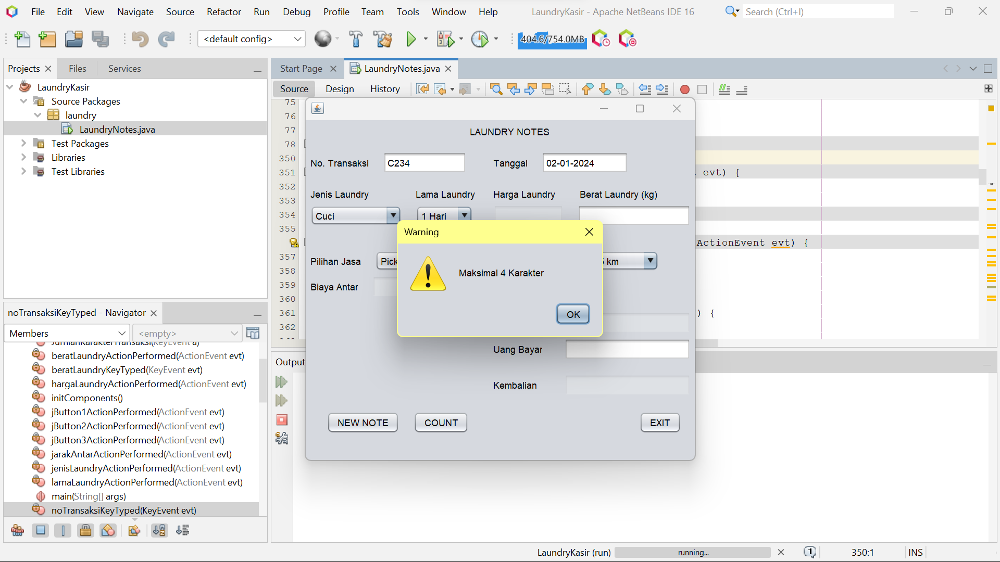 File Edit View Navigate Source Refactor Run Debug Profile Team Tools Window Help LaundryKasir - Apache NetBeans IDE 16 Search (Ctrl+I)
<default config> 404.6/754.0MB
Projects Files Services
Start Page LaundryNotes.java
LaundryKasir
Source Packages
laundry
LaundryNotes.java
Test Packages
Libraries
Test Libraries
Source Design History
75
76
77
78
350
351 evt) {
352
353
354
355
ActionEvent evt) {
357
358
359
360
361 ) {
362
LAUNDRY NOTES
No. Transaksi C234 Tanggal 02-01-2024
Jenis Laundry Lama Laundry Harga Laundry Berat Laundry (kg)
Cuci 1 Hari
Pilihan Jasa Pick km
Biaya Antar
Uang Bayar
Kembalian
NEW NOTE COUNT EXIT
Warning
Maksimal 4 Karakter
OK
noTransaksiKeyTyped - Navigator
Members <empty>
beratLaundryActionPerformed(ActionEvent evt)
beratLaundryKeyTyped(KeyEvent evt)
hargaLaundryActionPerformed(ActionEvent evt)
initComponents()
jButton1ActionPerformed(ActionEvent evt)
jButton2ActionPerformed(ActionEvent evt)
jButton3ActionPerformed(ActionEvent evt)
jarakAntarActionPerformed(ActionEvent evt)
jenisLaundryActionPerformed(ActionEvent evt)
lamaLaundryActionPerformed(ActionEvent evt)
main(String[] args)
noTransaksiKeyTyped(KeyEvent evt)
Output
LaundryKasir (run) running... 1 350:1 INS